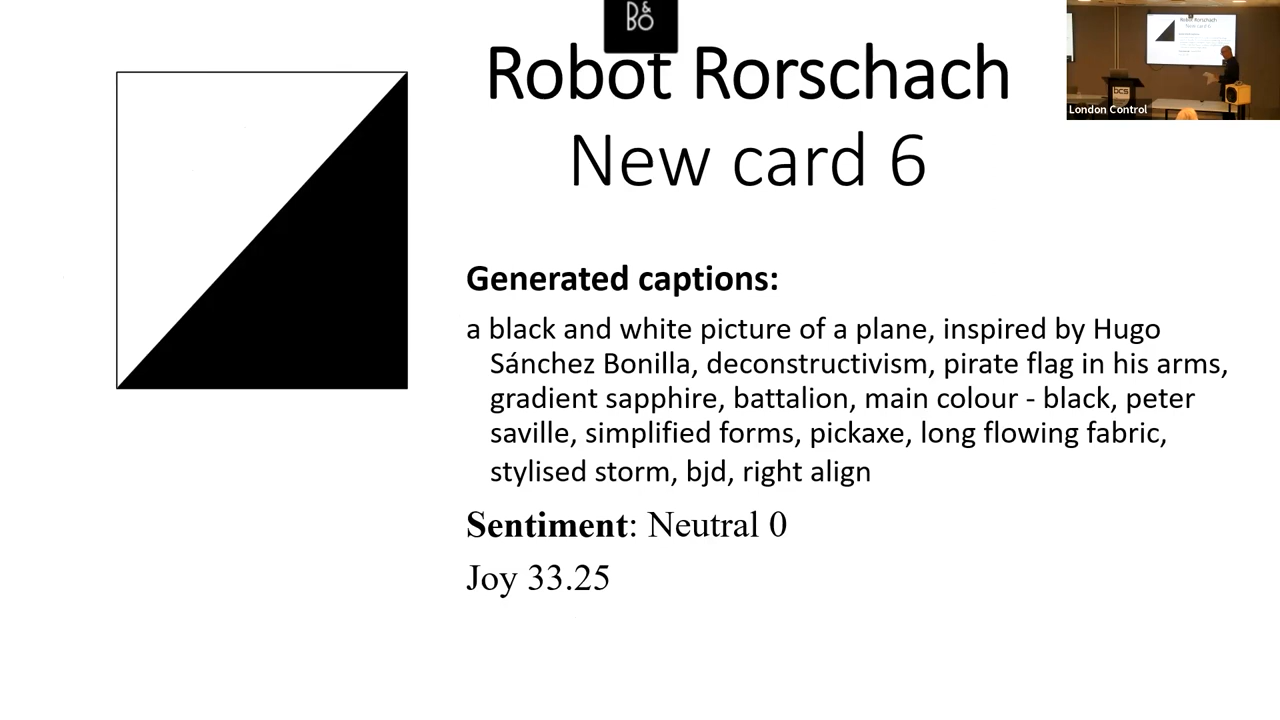 B&O
Robot Rorschach
New card 6
London Control
bcs
Generated captions:
a black and white picture of a plane, inspired by Hugo
Sánchez Bonilla, deconstructivism, pirate flag in his arms,
gradient sapphire, battalion, main colour - black, peter
saville, simplified forms, pickaxe, long flowing fabric,
stylised storm, bjd, right align
Sentiment: Neutral 0
Joy 33.25